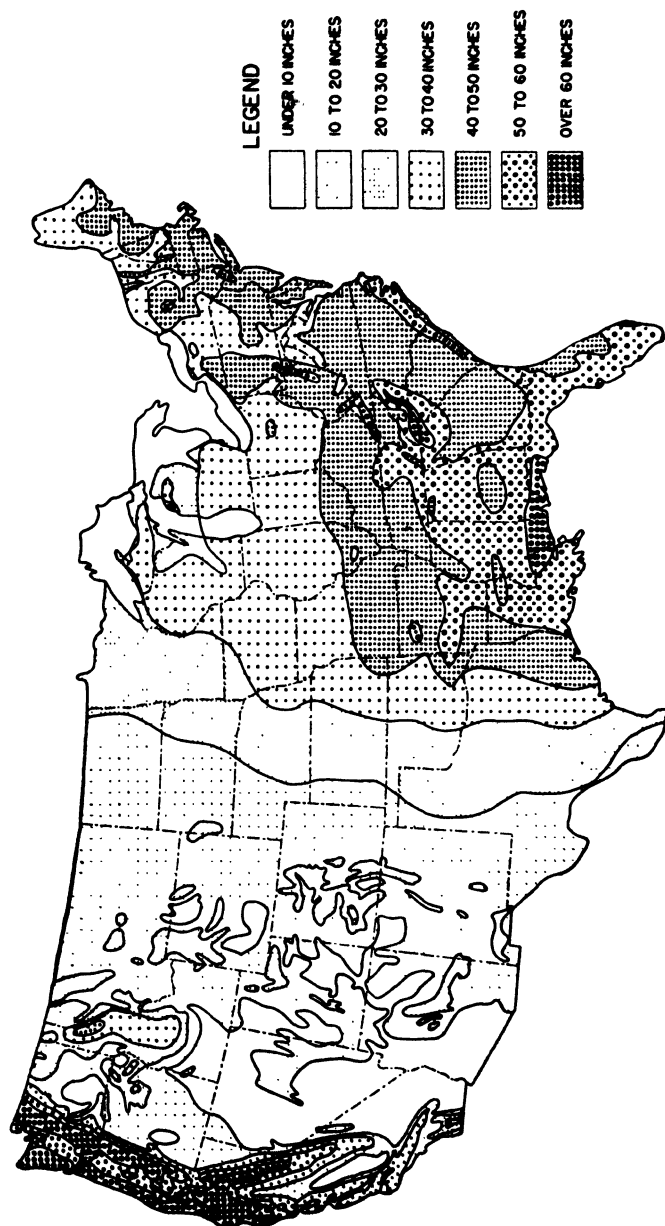 LEGEND
UNDER 10 INCHES
10 TO 20 INCHES
20 TO 30 INCHES
30 TO 40 INCHES
40 TO 50 INCHES
50 TO 60 INCHES
OVER 60 INCHES